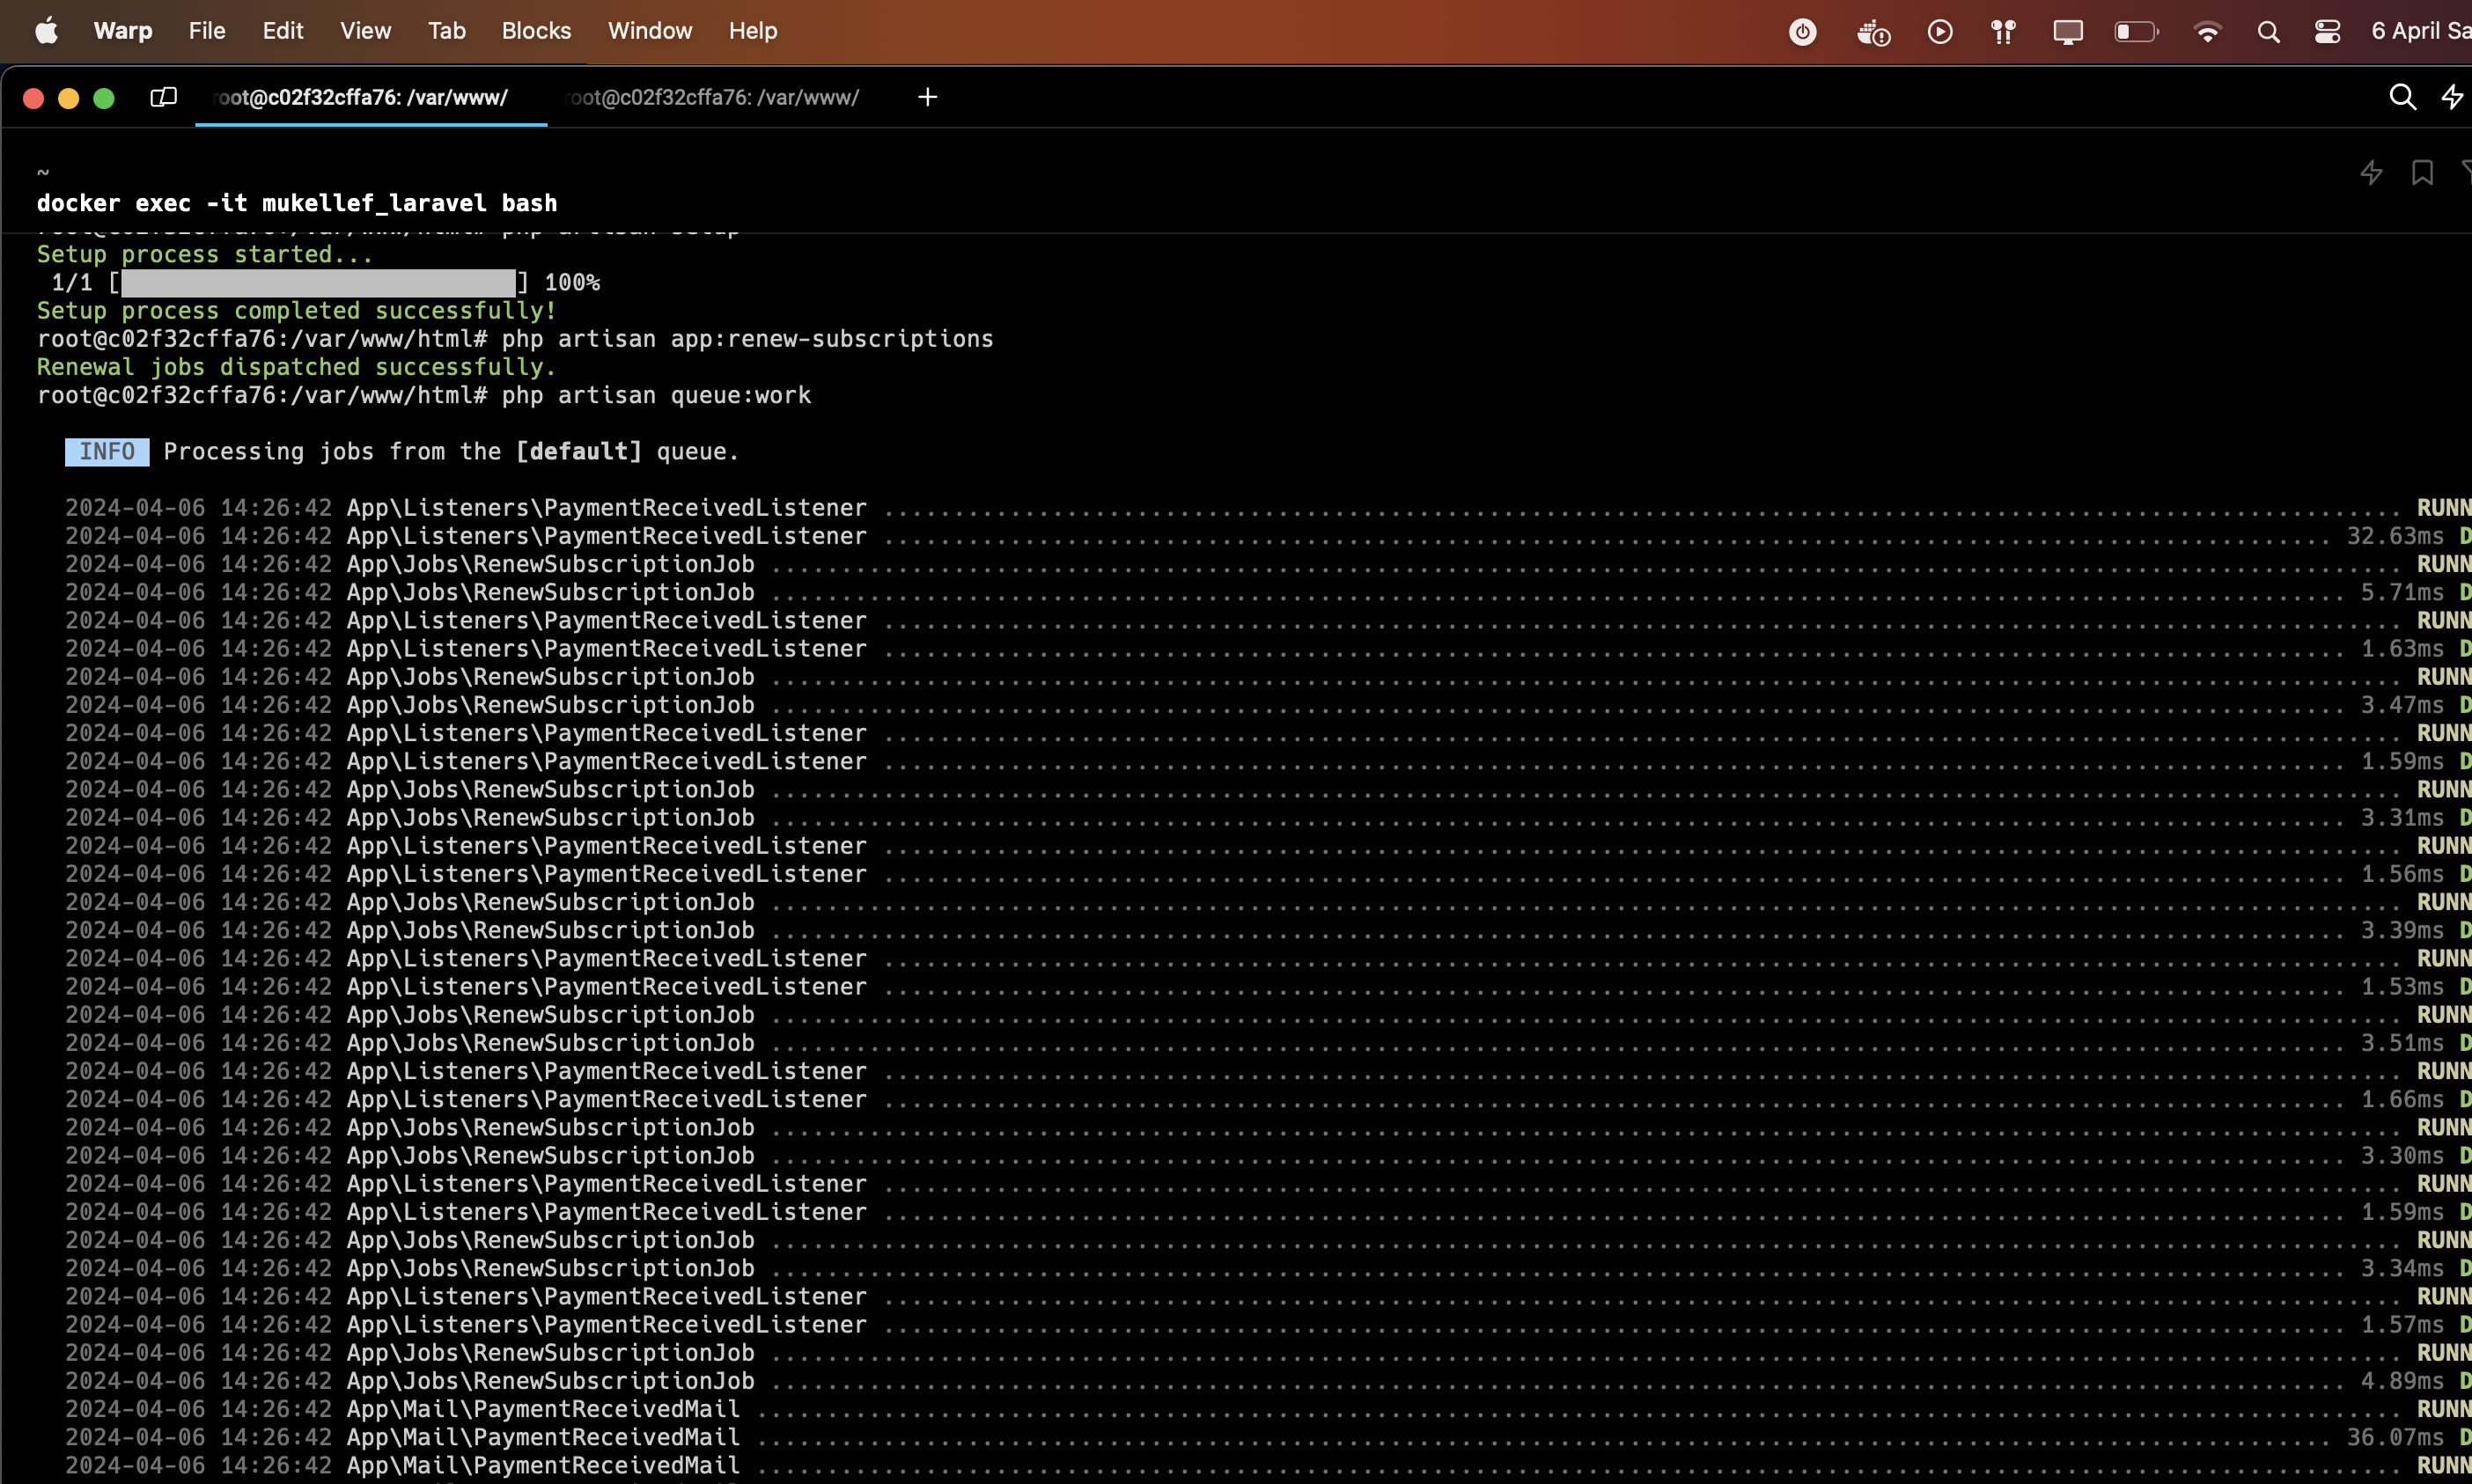 Warp File Edit View Tab Blocks Window Help 6 April Sa
root@c02f32cffa76: /var/www/ root@c02f32cffa76: /var/www/ +
~
docker exec -it mukellef_laravel bash
root@c02f32cffa76:/var/www/html# php artisan setup
Setup process started...
1/1 [ ] 100%
Setup process completed successfully!
root@c02f32cffa76:/var/www/html# php artisan app:renew-subscriptions
Renewal jobs dispatched successfully.
root@c02f32cffa76:/var/www/html# php artisan queue:work
INFO Processing jobs from the [default] queue.
2024-04-06 14:26:42 App\Listeners\PaymentReceivedListener RUNN
2024-04-06 14:26:42 App\Listeners\PaymentReceivedListener 32.63ms D
2024-04-06 14:26:42 App\Jobs\RenewSubscriptionJob RUNN
2024-04-06 14:26:42 App\Jobs\RenewSubscriptionJob 5.71ms D
2024-04-06 14:26:42 App\Listeners\PaymentReceivedListener RUNN
2024-04-06 14:26:42 App\Listeners\PaymentReceivedListener 1.63ms D
2024-04-06 14:26:42 App\Jobs\RenewSubscriptionJob RUNN
2024-04-06 14:26:42 App\Jobs\RenewSubscriptionJob 3.47ms D
2024-04-06 14:26:42 App\Listeners\PaymentReceivedListener RUNN
2024-04-06 14:26:42 App\Listeners\PaymentReceivedListener 1.59ms D
2024-04-06 14:26:42 App\Jobs\RenewSubscriptionJob RUNN
2024-04-06 14:26:42 App\Jobs\RenewSubscriptionJob 3.31ms D
2024-04-06 14:26:42 App\Listeners\PaymentReceivedListener RUNN
2024-04-06 14:26:42 App\Listeners\PaymentReceivedListener 1.56ms D
2024-04-06 14:26:42 App\Jobs\RenewSubscriptionJob RUNN
2024-04-06 14:26:42 App\Jobs\RenewSubscriptionJob 3.39ms D
2024-04-06 14:26:42 App\Listeners\PaymentReceivedListener RUNN
2024-04-06 14:26:42 App\Listeners\PaymentReceivedListener 1.53ms D
2024-04-06 14:26:42 App\Jobs\RenewSubscriptionJob RUNN
2024-04-06 14:26:42 App\Jobs\RenewSubscriptionJob 3.51ms D
2024-04-06 14:26:42 App\Listeners\PaymentReceivedListener RUNN
2024-04-06 14:26:42 App\Listeners\PaymentReceivedListener 1.66ms D
2024-04-06 14:26:42 App\Jobs\RenewSubscriptionJob RUNN
2024-04-06 14:26:42 App\Jobs\RenewSubscriptionJob 3.30ms D
2024-04-06 14:26:42 App\Listeners\PaymentReceivedListener RUNN
2024-04-06 14:26:42 App\Listeners\PaymentReceivedListener 1.59ms D
2024-04-06 14:26:42 App\Jobs\RenewSubscriptionJob RUNN
2024-04-06 14:26:42 App\Jobs\RenewSubscriptionJob 3.34ms D
2024-04-06 14:26:42 App\Listeners\PaymentReceivedListener RUNN
2024-04-06 14:26:42 App\Listeners\PaymentReceivedListener 1.57ms D
2024-04-06 14:26:42 App\Jobs\RenewSubscriptionJob RUNN
2024-04-06 14:26:42 App\Jobs\RenewSubscriptionJob 4.89ms D
2024-04-06 14:26:42 App\Mail\PaymentReceivedMail RUNN
2024-04-06 14:26:42 App\Mail\PaymentReceivedMail 36.07ms D
2024-04-06 14:26:42 App\Mail\PaymentReceivedMail RUNN